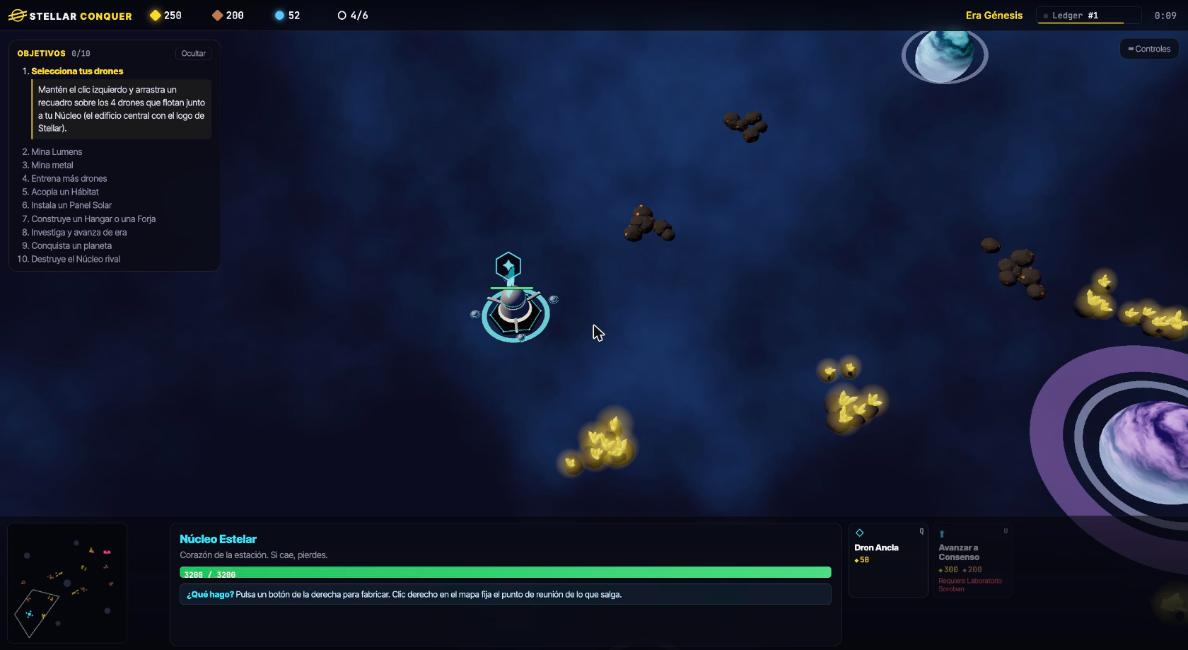 STELLAR CONQUER
250
200
52
4/6
Era Génesis
Ledger #1
0:09
OBJETIVOS 0/10
Ocultar
Controles
1. Selecciona tus drones
Mantén el clic izquierdo y arrastra un
recuadro sobre los 4 drones que flotan junto
a tu Núcleo (el edificio central con el logo de
Stellar).
2. Mina Lumens
3. Mina metal
4. Entrena más drones
5. Acopla un Hábitat
6. Instala un Panel Solar
7. Construye un Hangar o una Forja
8. Investiga y avanza de era
9. Conquista un planeta
10. Destruye el Núcleo rival
Núcleo Estelar
Corazón de la estación. Si cae, pierdes.
3200 / 3200
¿Qué hago? Pulsa un botón de la derecha para fabricar. Clic derecho en el mapa fija el punto de reunión de lo que salga.
Q
Dron Ancla
50
U
Avanzar a
Consenso
300 200
Requiere Laboratorio
Soroban